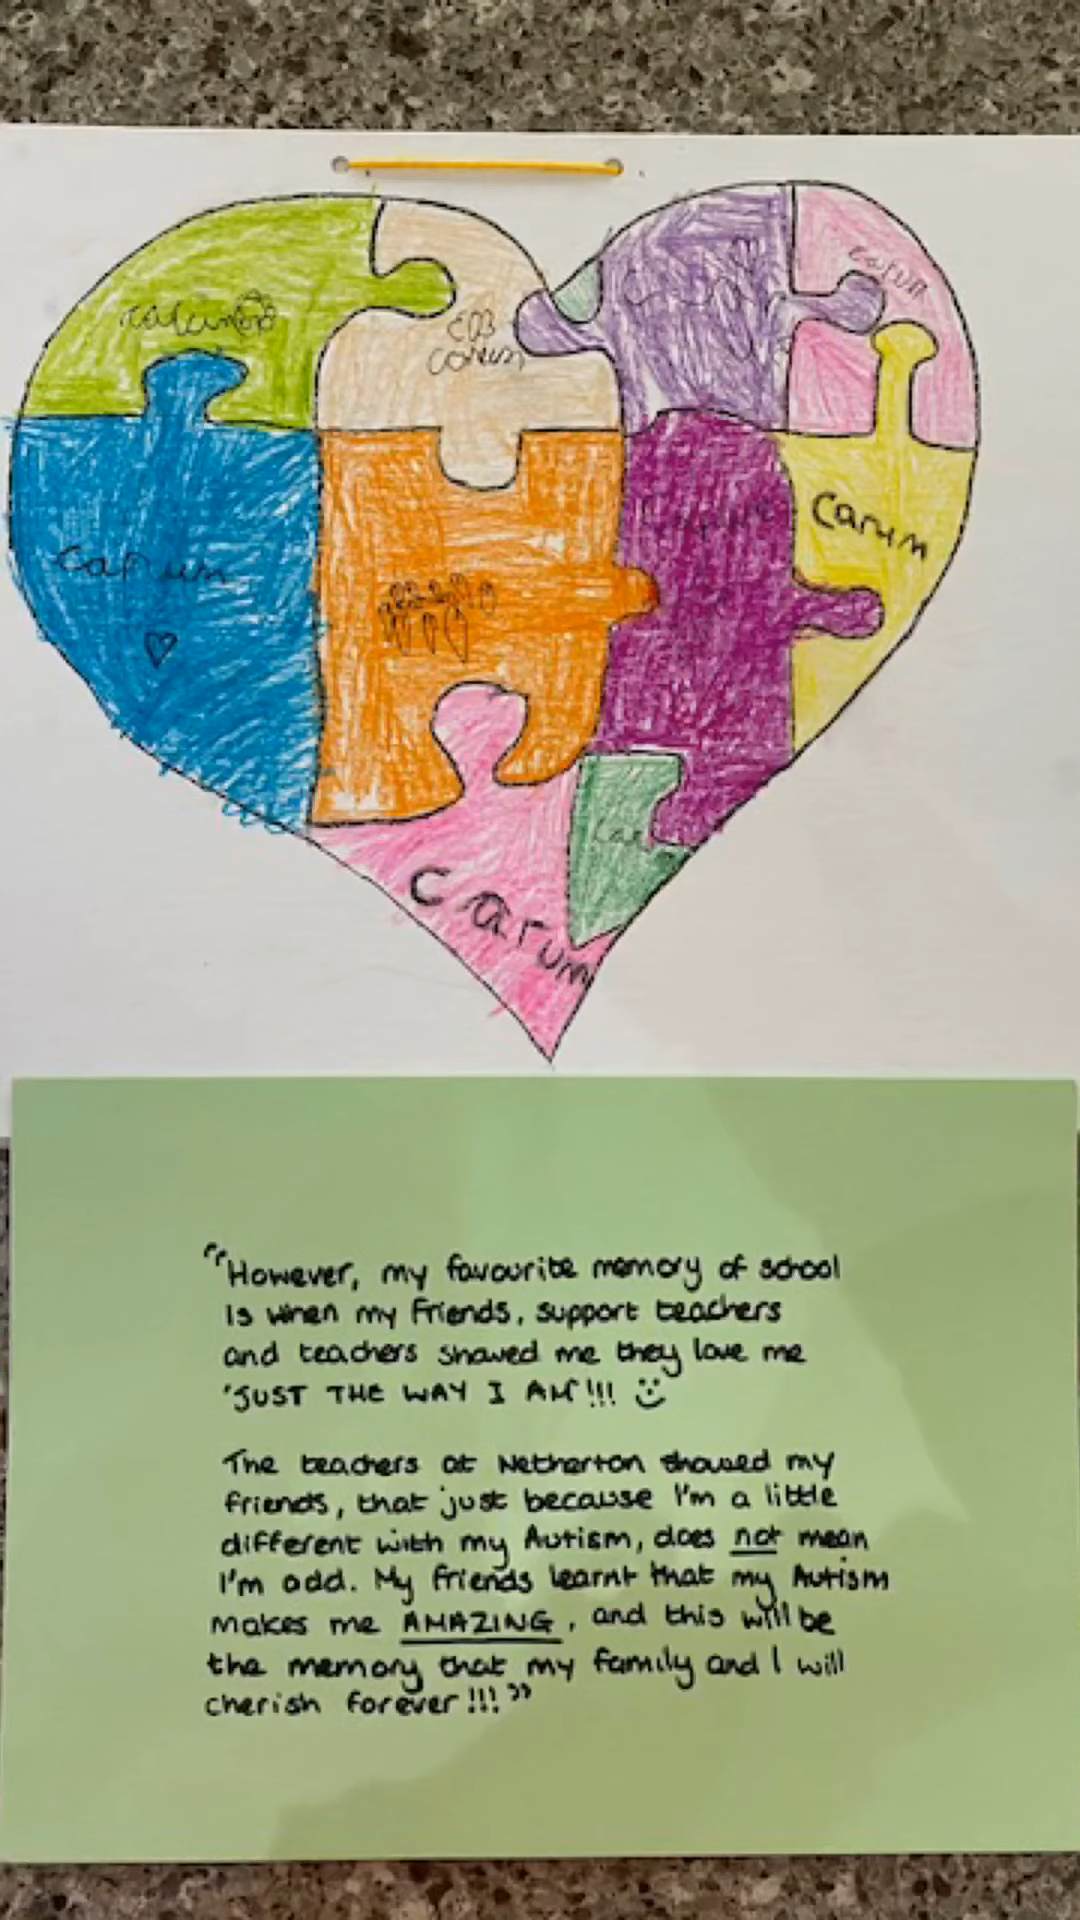 carum
carum
Carum
carum
♡
carum
"However, my favourite memory of school
is when my friends, support teachers
and teachers showed me they love me
'JUST THE WAY I AM'!!! :)
The teachers at Netherton showed my
friends, that just because I'm a little
different with my Autism, does not mean
I'm odd. My friends learnt that my Autism
makes me AMAZING, and this will be
the memory that my family and I will
cherish forever!!!"